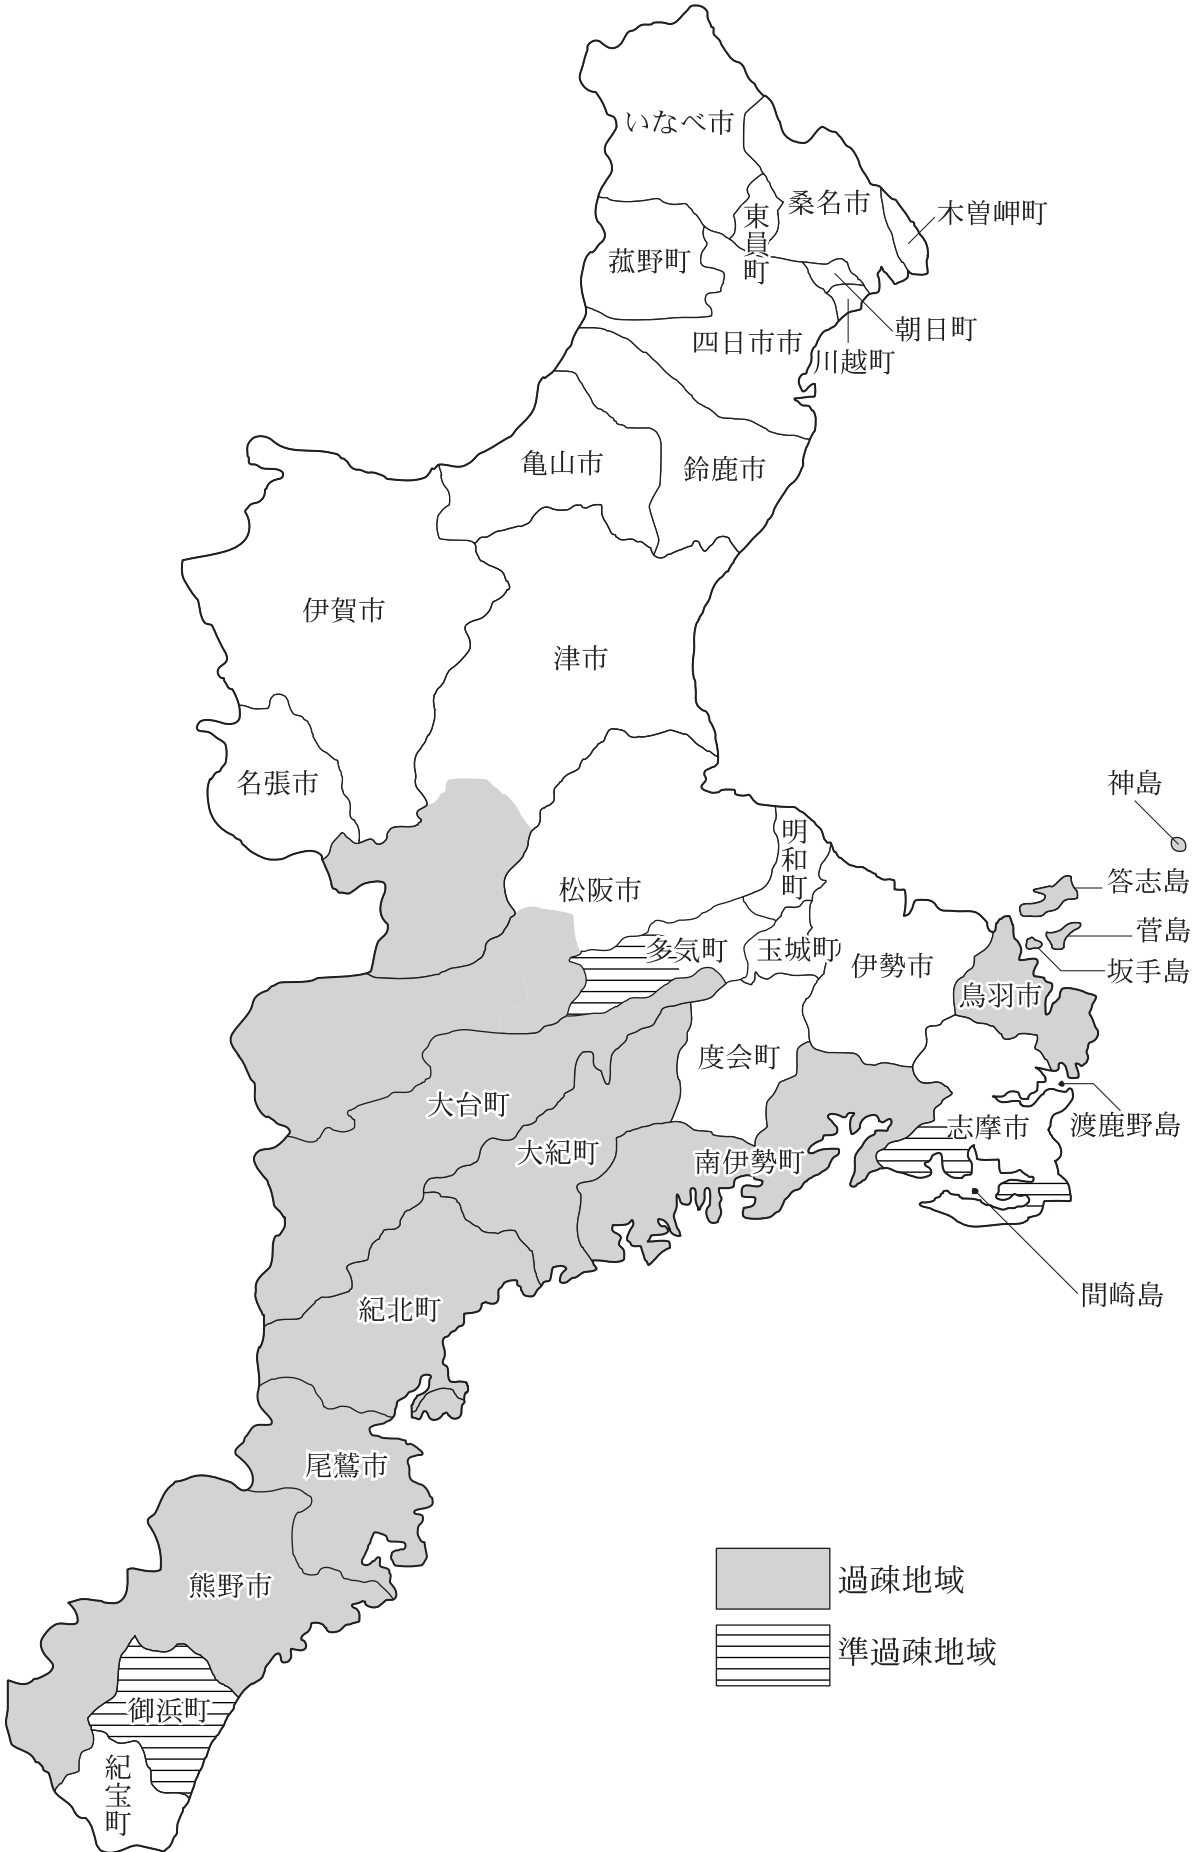 いなべ市
桑名市
木曽岬町
東員町
菰野町
朝日町
四日市市
川越町
亀山市
鈴鹿市
伊賀市
津市
名張市
神島
明和町
松阪市
答志島
菅島
多気町
玉城町
伊勢市
坂手島
鳥羽市
度会町
大台町
志摩市
渡鹿野島
大紀町
南伊勢町
間崎島
紀北町
尾鷲市
過疎地域
熊野市
準過疎地域
御浜町
紀宝町